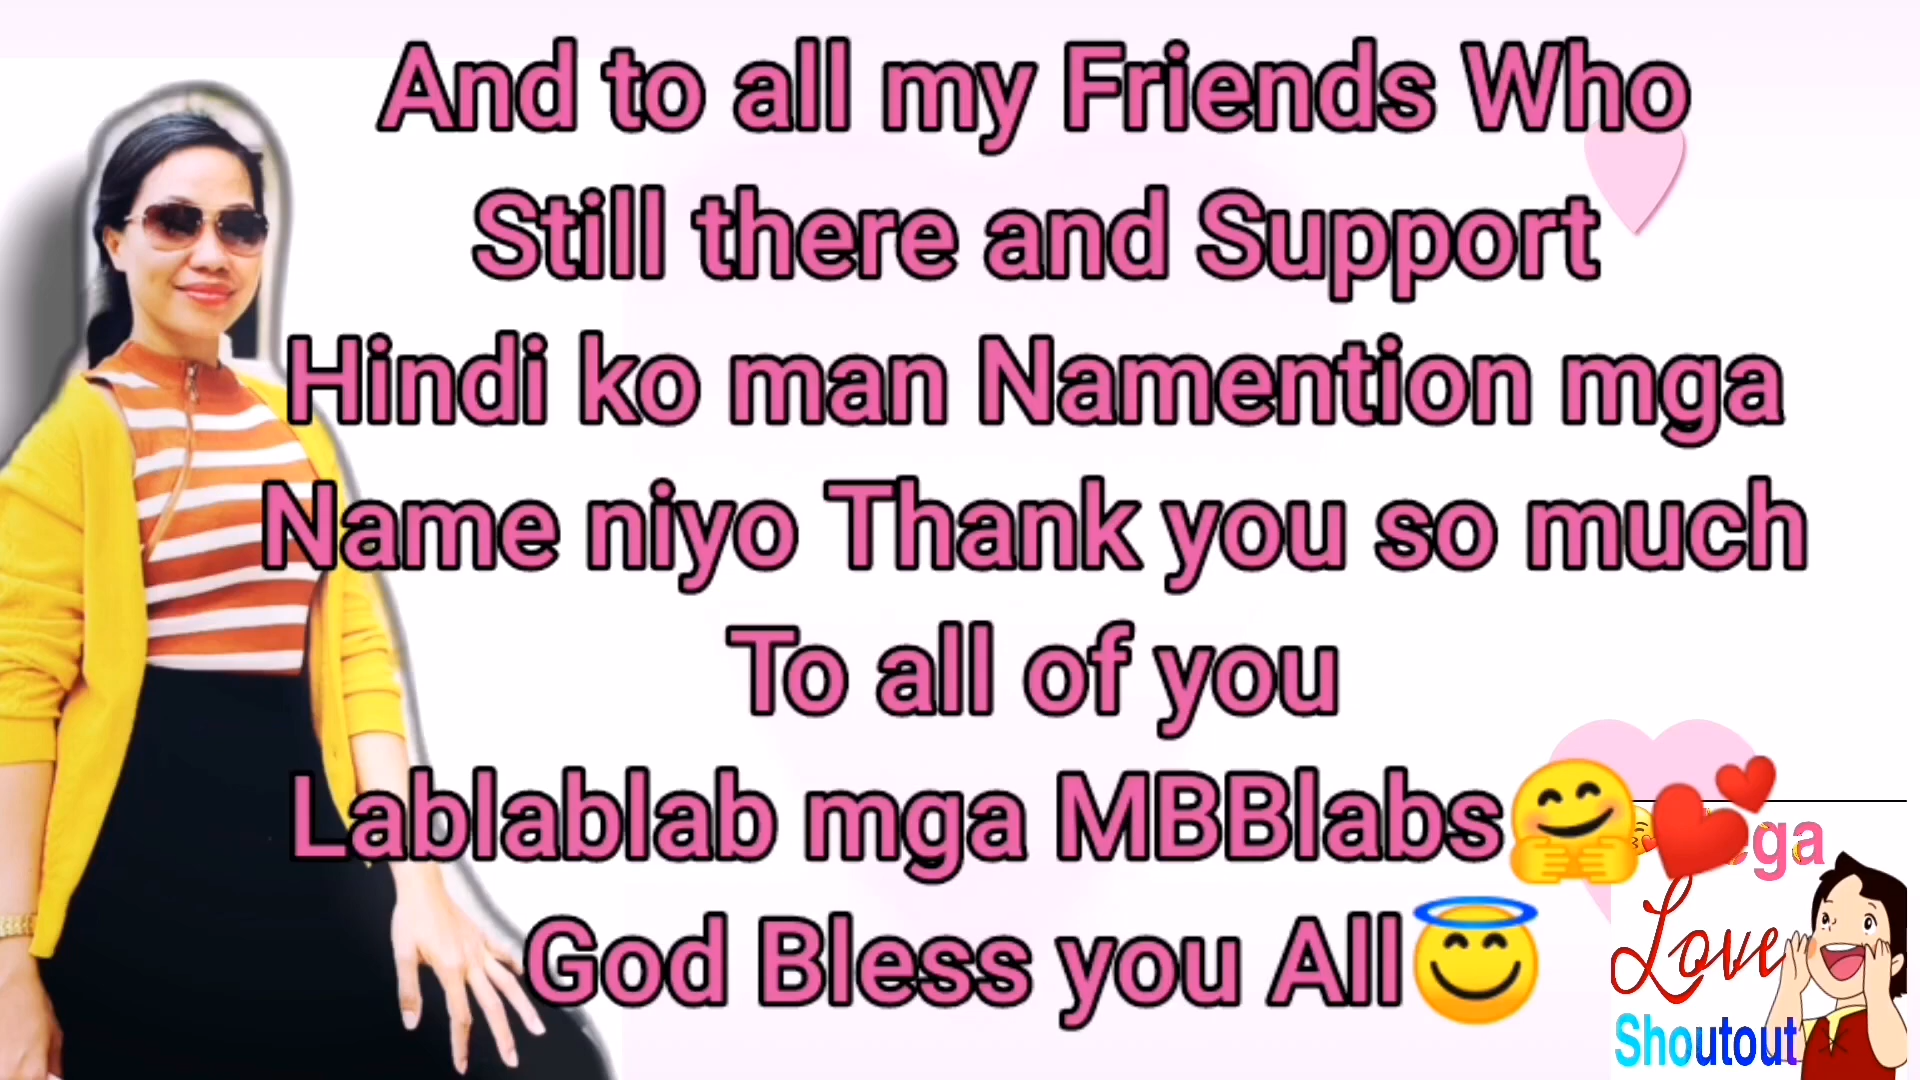 And to all my Friends Who
Still there and Support
Hindi ko man Namention mga
Name niyo Thank you so much
To all of you
Lablablab mga MBBlabs🤗💕
God Bless you All😇
Love
Shoutout